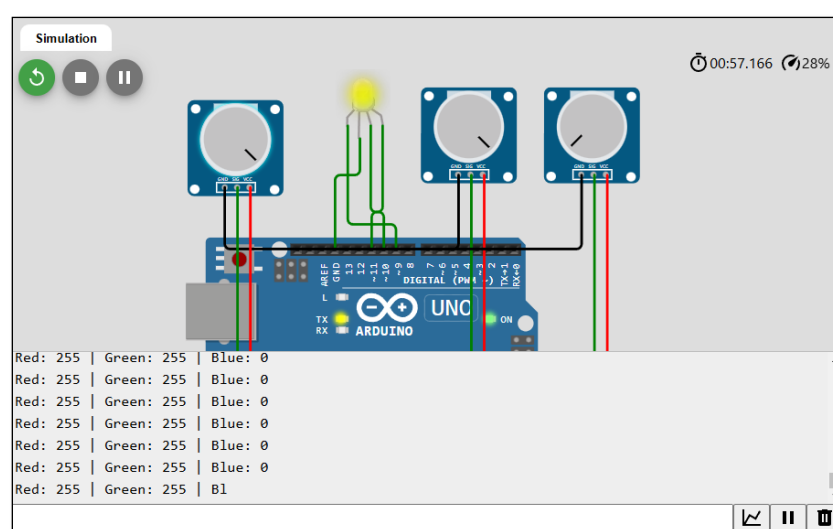 Simulation
00:57.166 28%
GND SIG VCC
GND SIG VCC
GND SIG VCC
AREF
GND
13
12
~11
~10
~9
8
7
~6
~5
4
~3
2
TX→1
RX←0
DIGITAL (PWM ~)
L
TX
RX
ARDUINO
UNO
ON
Red: 255 | Green: 255 | Blue: 0
Red: 255 | Green: 255 | Blue: 0
Red: 255 | Green: 255 | Blue: 0
Red: 255 | Green: 255 | Blue: 0
Red: 255 | Green: 255 | Blue: 0
Red: 255 | Green: 255 | Blue: 0
Red: 255 | Green: 255 | Bl